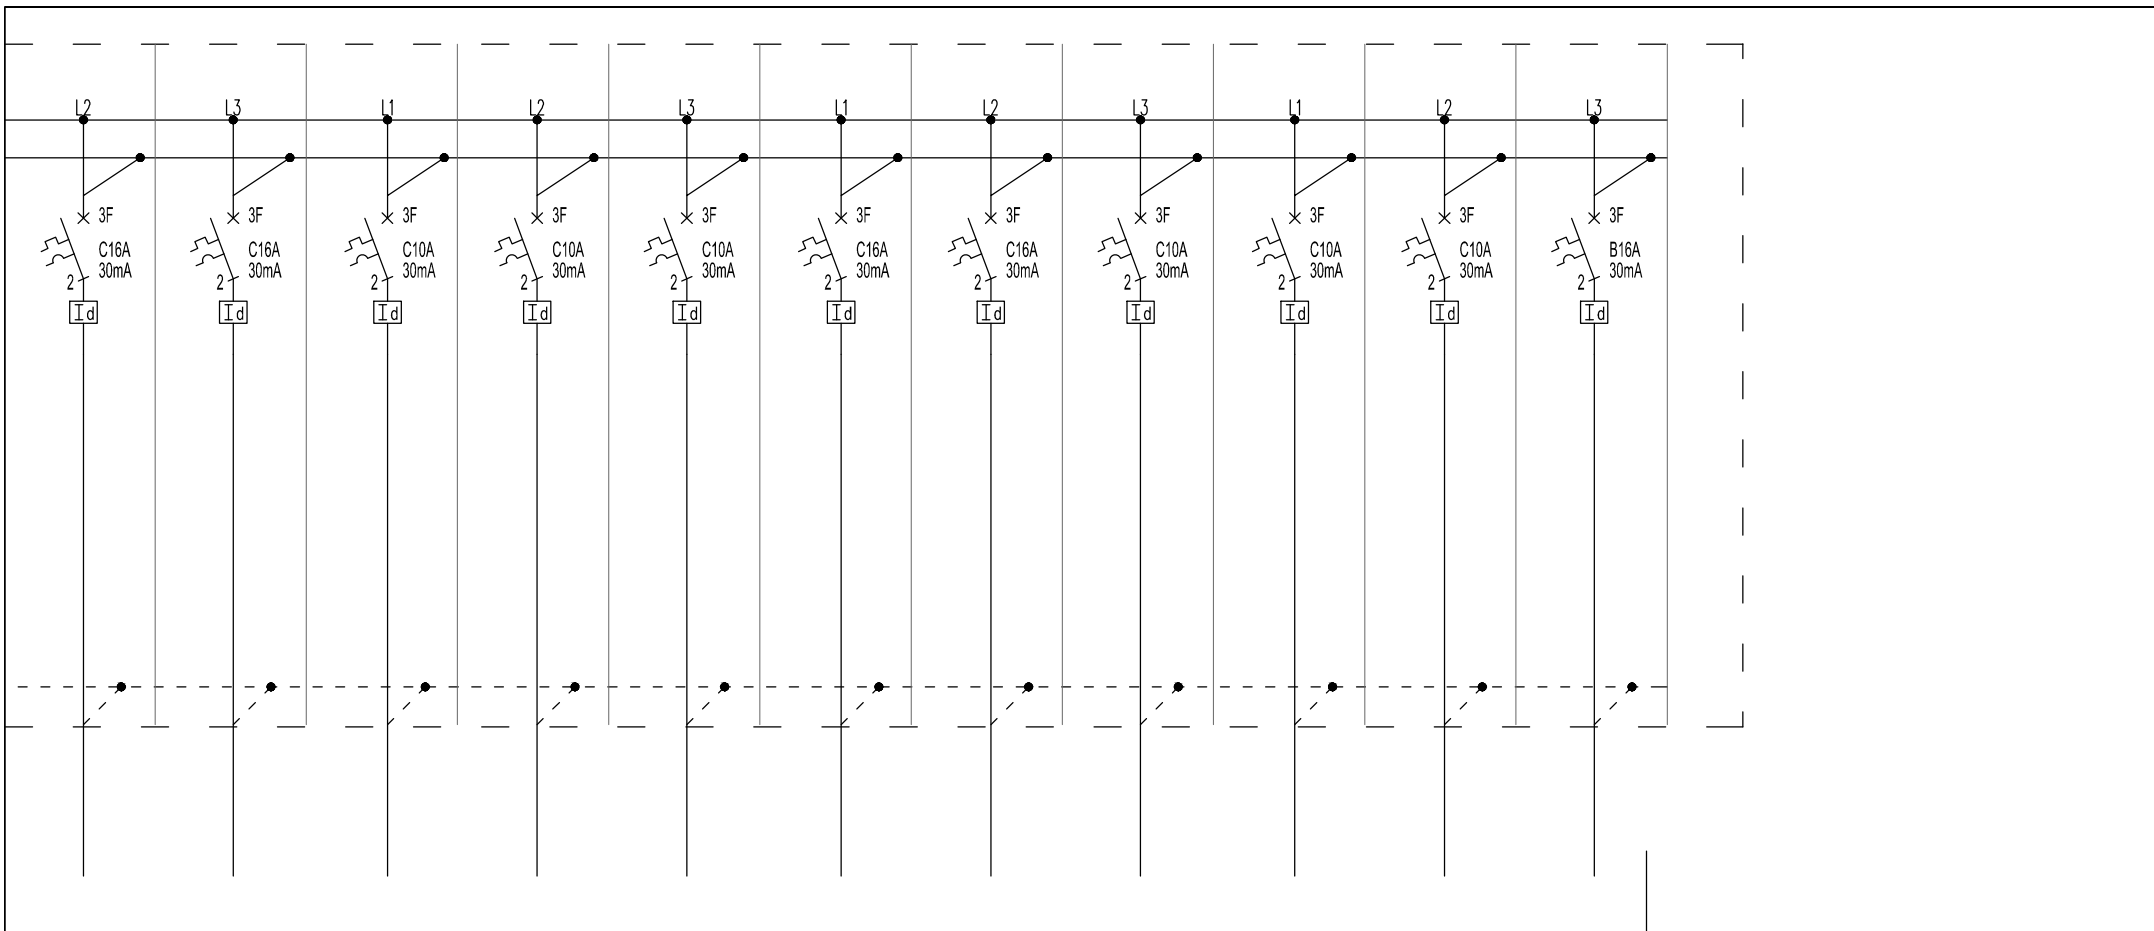 L2 L3 L1 L2 L3 L1 L2 L3 L1 L2 L3
3F 3F 3F 3F 3F 3F 3F 3F 3F 3F 3F
C16A C16A C10A C10A C10A C16A C16A C10A C10A C10A B16A
30mA 30mA 30mA 30mA 30mA 30mA 30mA 30mA 30mA 30mA 30mA
2 2 2 2 2 2 2 2 2 2 2
Id Id Id Id Id Id Id Id Id Id Id